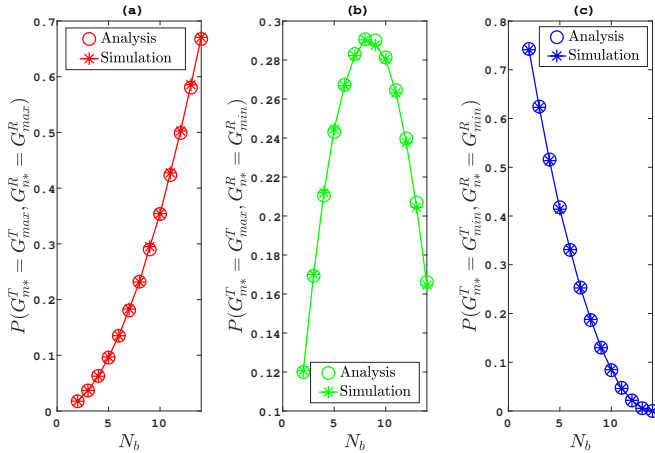 (a)
P(G^T_{m*} = G^T_{max}, G^R_{n*} = G^R_{max})
0.7
0.6
0.5
0.4
0.3
0.2
0.1
0
Analysis
Simulation
0 5 10
N_b
(b)
P(G^T_{m*} = G^T_{max}, G^R_{n*} = G^R_{min})
0.3
0.28
0.26
0.24
0.22
0.2
0.18
0.16
0.14
0.12
0.1
Analysis
Simulation
0 5 10
N_b
(c)
P(G^T_{m*} = G^T_{min}, G^R_{n*} = G^R_{min})
0.8
0.7
0.6
0.5
0.4
0.3
0.2
0.1
0
Analysis
Simulation
0 5 10
N_b